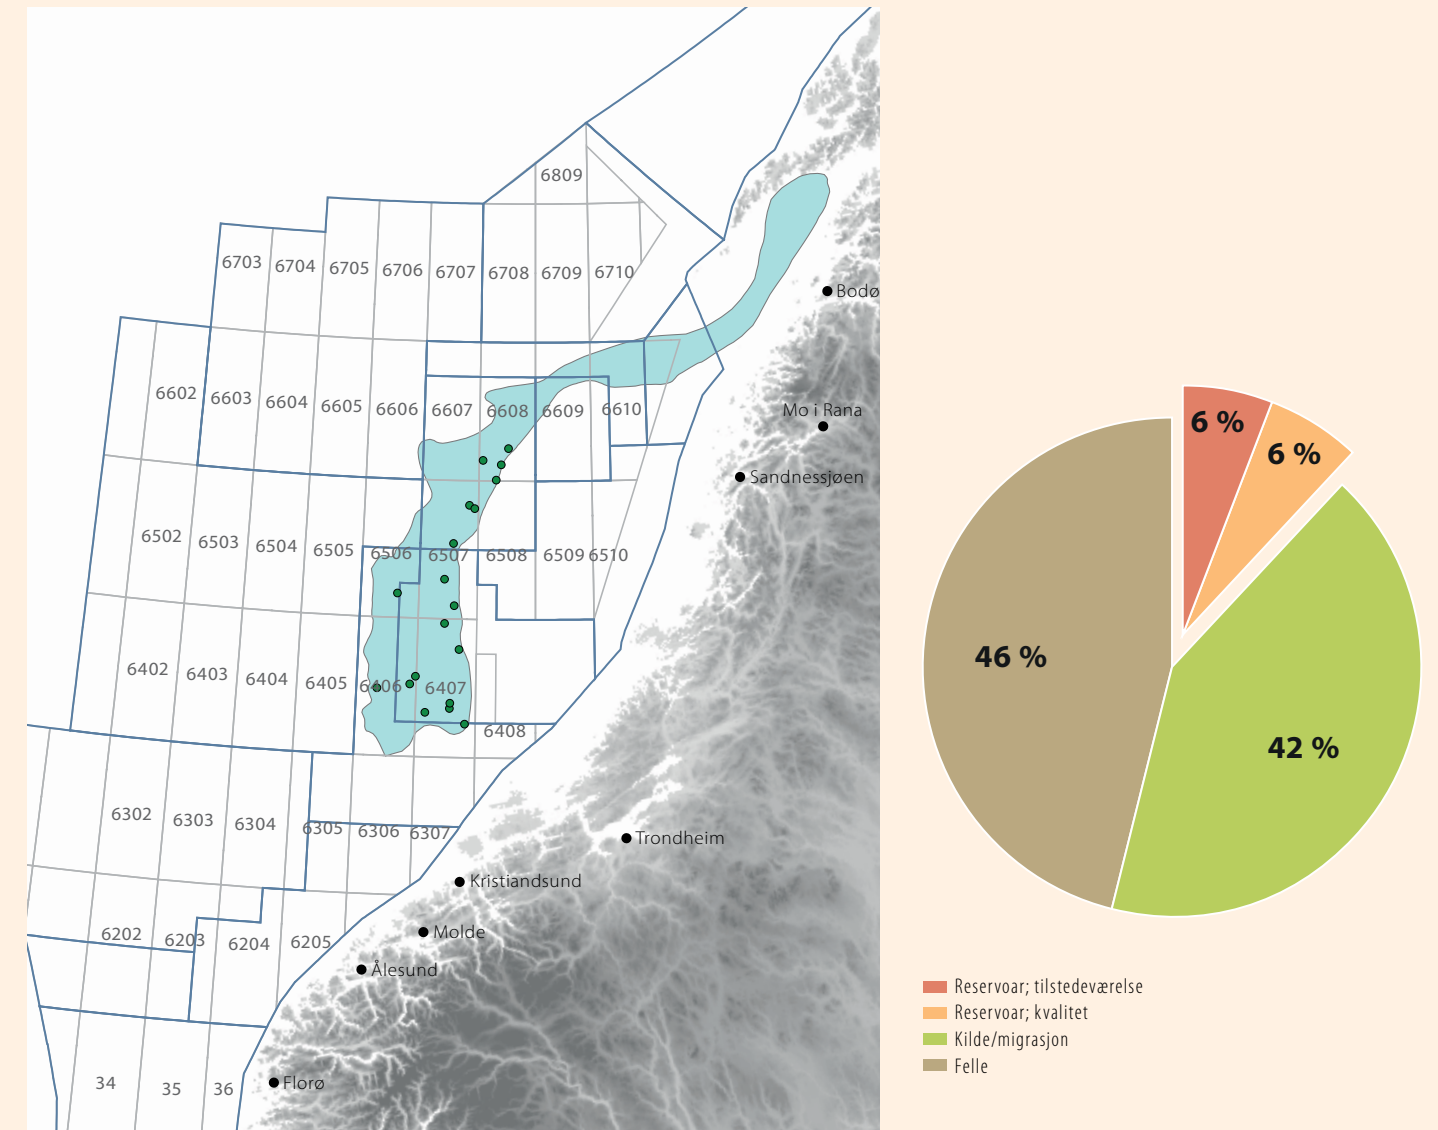 6809
6703 6704 6705 6706 6707 6708 6709 6710
Bodø
6602 6603 6604 6605 6606 6607 6608 6609 6610
Mo i Rana
Sandnessjøen
6502 6503 6504 6505 6506 6507 6508 6509 6510
6402 6403 6404 6405 6406 6407
6408
6302 6303 6304 6305 6306 6307
Trondheim
Kristiandsund
6202 6203 6204 6205
Molde
Ålesund
34 35 36
Florø
6 %
6 %
46 %
42 %
Reservoar; tilstedeværelse
Reservoar; kvalitet
Kilde/migrasjon
Felle